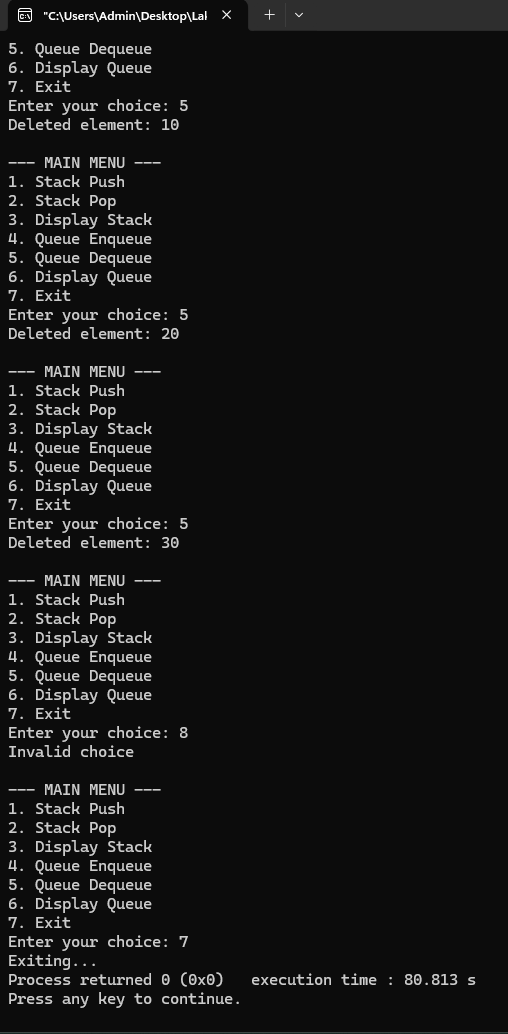 "C:\Users\Admin\Desktop\Lal
5. Queue Dequeue
6. Display Queue
7. Exit
Enter your choice: 5
Deleted element: 10

--- MAIN MENU ---
1. Stack Push
2. Stack Pop
3. Display Stack
4. Queue Enqueue
5. Queue Dequeue
6. Display Queue
7. Exit
Enter your choice: 5
Deleted element: 20

--- MAIN MENU ---
1. Stack Push
2. Stack Pop
3. Display Stack
4. Queue Enqueue
5. Queue Dequeue
6. Display Queue
7. Exit
Enter your choice: 5
Deleted element: 30

--- MAIN MENU ---
1. Stack Push
2. Stack Pop
3. Display Stack
4. Queue Enqueue
5. Queue Dequeue
6. Display Queue
7. Exit
Enter your choice: 8
Invalid choice

--- MAIN MENU ---
1. Stack Push
2. Stack Pop
3. Display Stack
4. Queue Enqueue
5. Queue Dequeue
6. Display Queue
7. Exit
Enter your choice: 7
Exiting...
Process returned 0 (0x0)   execution time : 80.813 s
Press any key to continue.